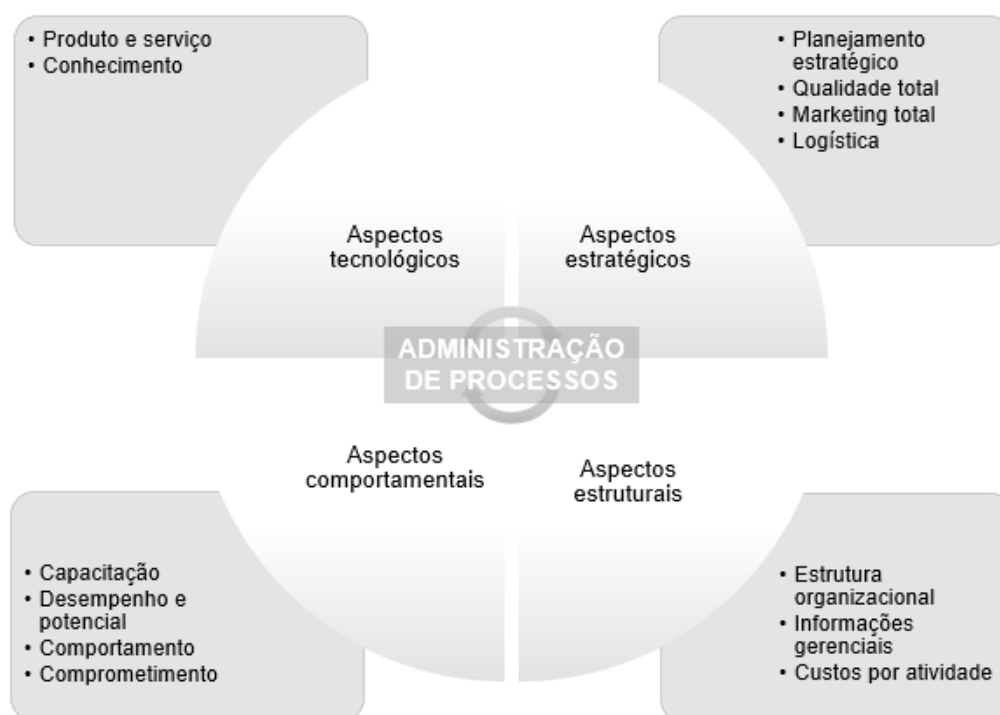 • Produto e serviço
• Conhecimento
• Planejamento
estratégico
• Qualidade total
• Marketing total
• Logística
Aspectos
tecnológicos
Aspectos
estratégicos
ADMINISTRAÇÃO
DE PROCESSOS
Aspectos
comportamentais
Aspectos
estruturais
• Capacitação
• Desempenho e
potencial
• Comportamento
• Comprometimento
• Estrutura
organizacional
• Informações
gerenciais
• Custos por atividade